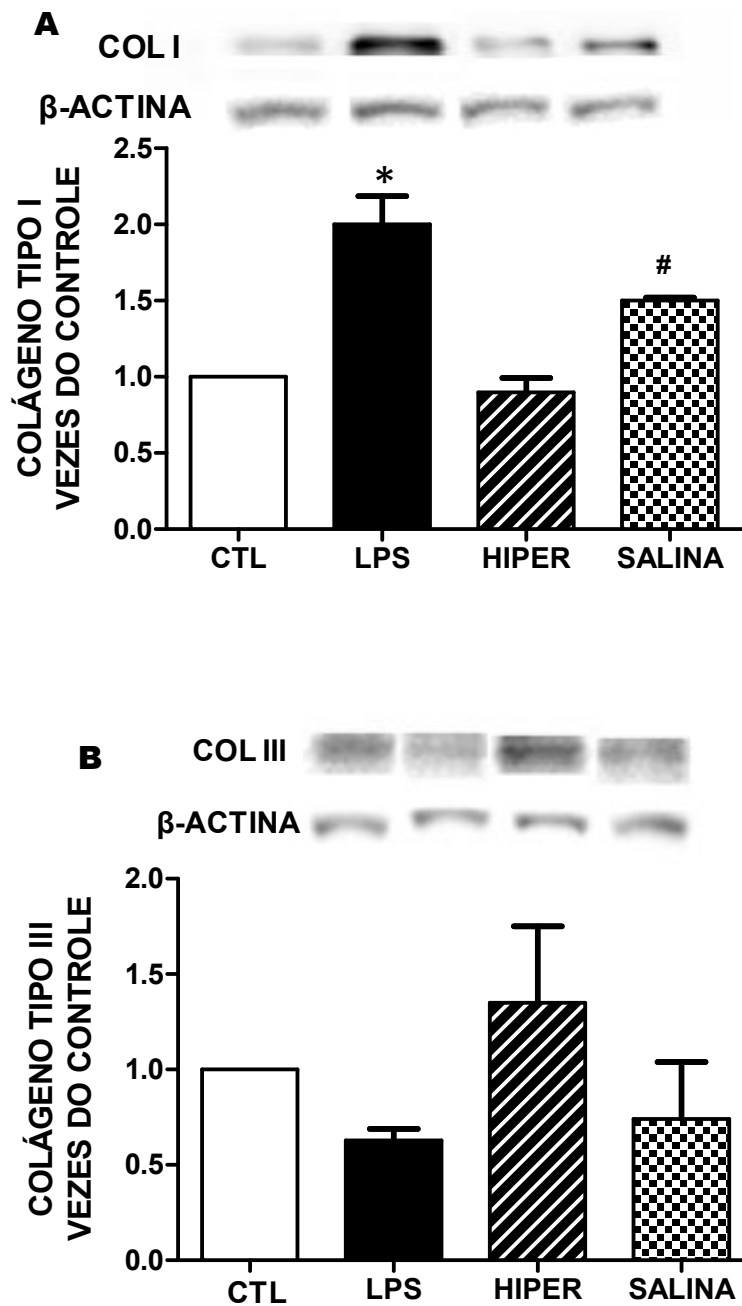 A
COL I
β-ACTINA
COLÁGENO TIPO I
VEZES DO CONTROLE
2.5
2.0
1.5
1.0
0.5
0.0
*
#
CTL LPS HIPER SALINA
B
COL III
β-ACTINA
COLÁGENO TIPO III
VEZES DO CONTROLE
2.0
1.5
1.0
0.5
0.0
CTL LPS HIPER SALINA